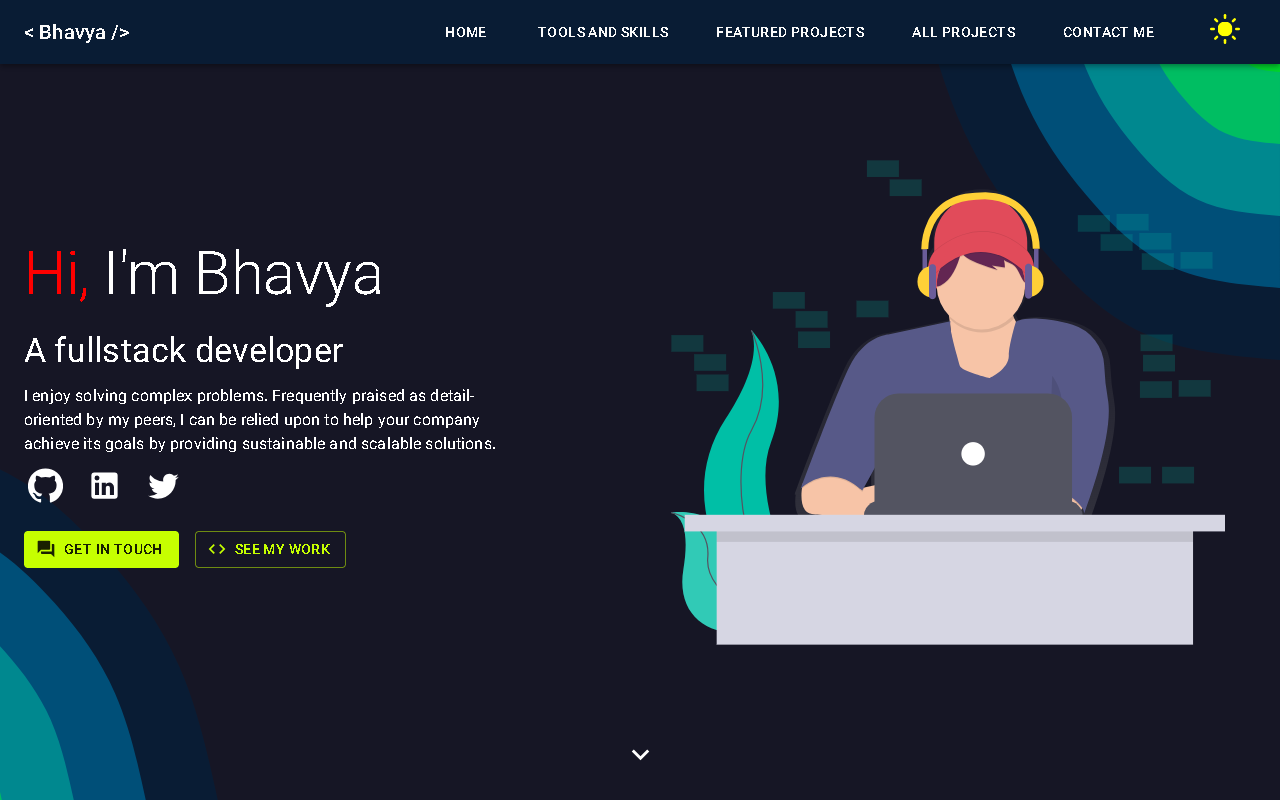 < Bhavya />
HOME
TOOLS AND SKILLS
FEATURED PROJECTS
ALL PROJECTS
CONTACT ME
Hi, I'm Bhavya
A fullstack developer
I enjoy solving complex problems. Frequently praised as detail-
oriented by my peers, I can be relied upon to help your company
achieve its goals by providing sustainable and scalable solutions.
GET IN TOUCH
SEE MY WORK